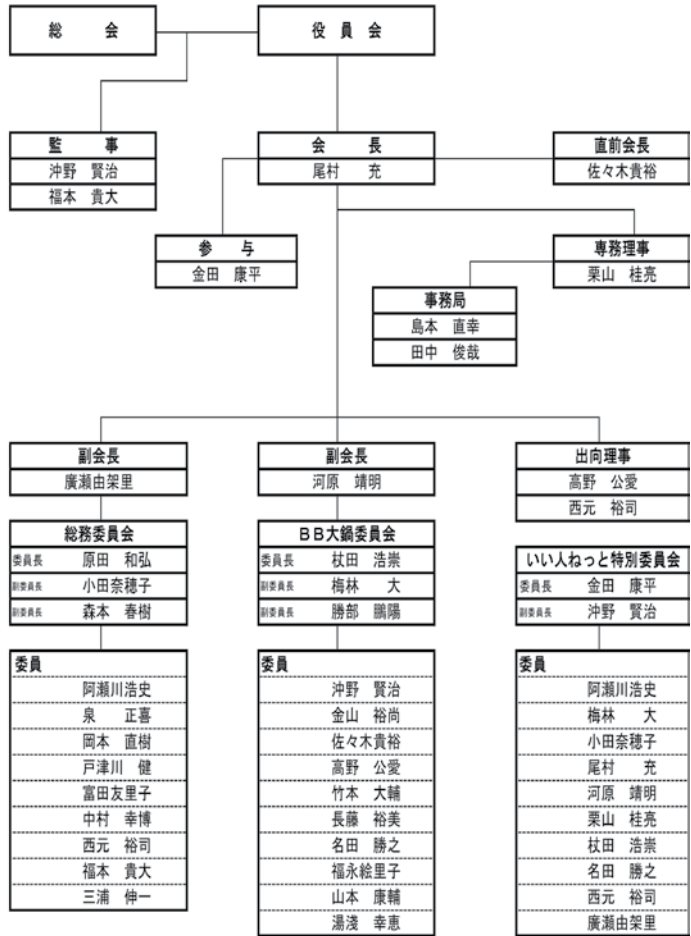 総　会
役員会
監　事
沖野　賢治
福本　貴大
会　長
尾村　充
直前会長
佐々木貴裕
参　与
金田　康平
専務理事
栗山　桂亮
事務局
島本　直幸
田中　俊哉
副会長
廣瀬由架里
総務委員会
委員長　原田　和弘
副委員長　小田奈穂子
副委員長　森本　春樹
委員
阿瀬川浩史
泉　正喜
岡本　直樹
戸津川　健
富田友里子
中村　幸博
西元　裕司
福本　貴大
三浦　伸一
副会長
河原　靖明
ＢＢ大鍋委員会
委員長　杖田　浩崇
副委員長　梅林　大
副委員長　勝部　鵬陽
委員
沖野　賢治
金山　裕尚
佐々木貴裕
高野　公愛
竹本　大輔
長藤　裕美
名田　勝之
福永絵里子
山本　康輔
湯淺　幸恵
出向理事
高野　公愛
西元　裕司
いい人ねっと特別委員会
委員長　金田　康平
副委員長　沖野　賢治
委員
阿瀬川浩史
梅林　大
小田奈穂子
尾村　充
河原　靖明
栗山　桂亮
杖田　浩崇
名田　勝之
西元　裕司
廣瀬由架里